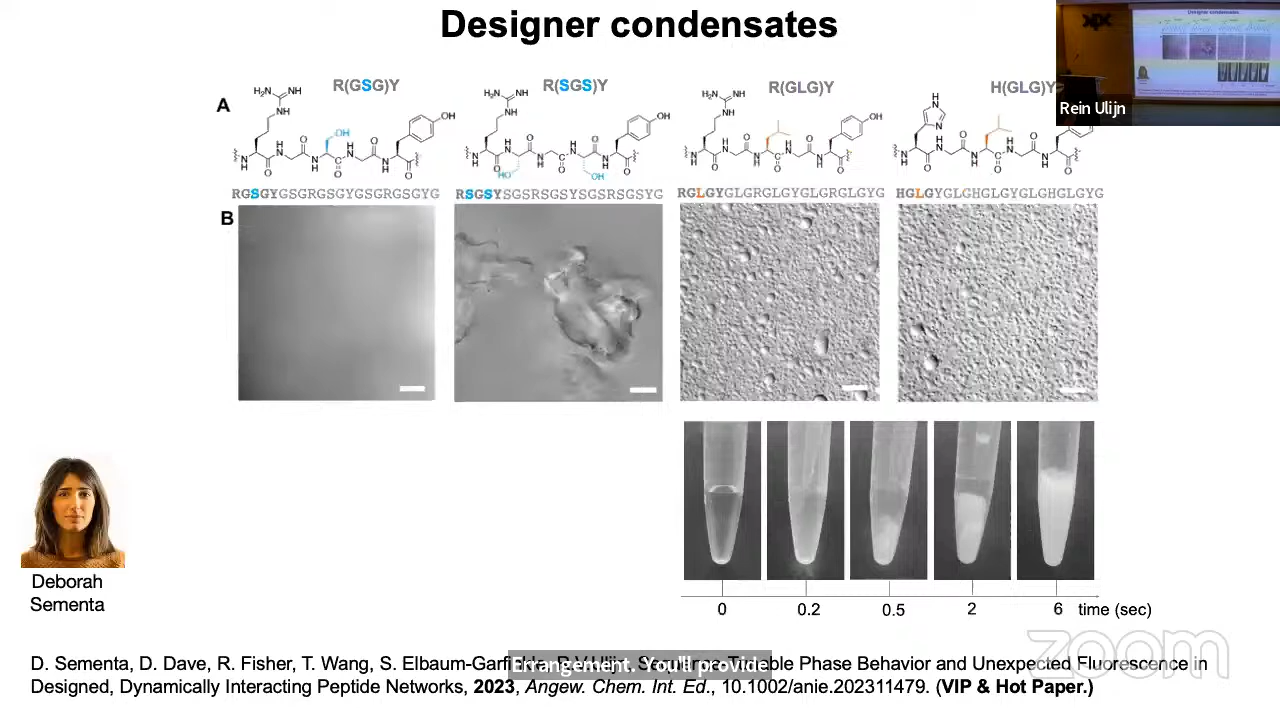 Designer condensates
Rein Ulijn
A
R(GSG)Y
R(SGS)Y
R(GLG)Y
H(GLG)Y
RGSGYGSGRGSGYGSGRGSGYG
RSGSYSGSRSGSYSGSRSGSYG
RGLGYGLGRGLGYGLGRGLGYG
HGLGYGLGHGLGYGLGHGLGYG
B
0
0.2
0.5
2
6
time (sec)
Deborah
Sementa
zoom
D. Sementa, D. Dave, R. Fisher, T. Wang, S. Elbaum-Garfinkle, R.V. Ulijn, Sequence-Tunable Phase Behavior and Unexpected Fluorescence in
Errangement. You'll provide
Designed, Dynamically Interacting Peptide Networks, 2023, Angew. Chem. Int. Ed., 10.1002/anie.202311479. (VIP & Hot Paper.)